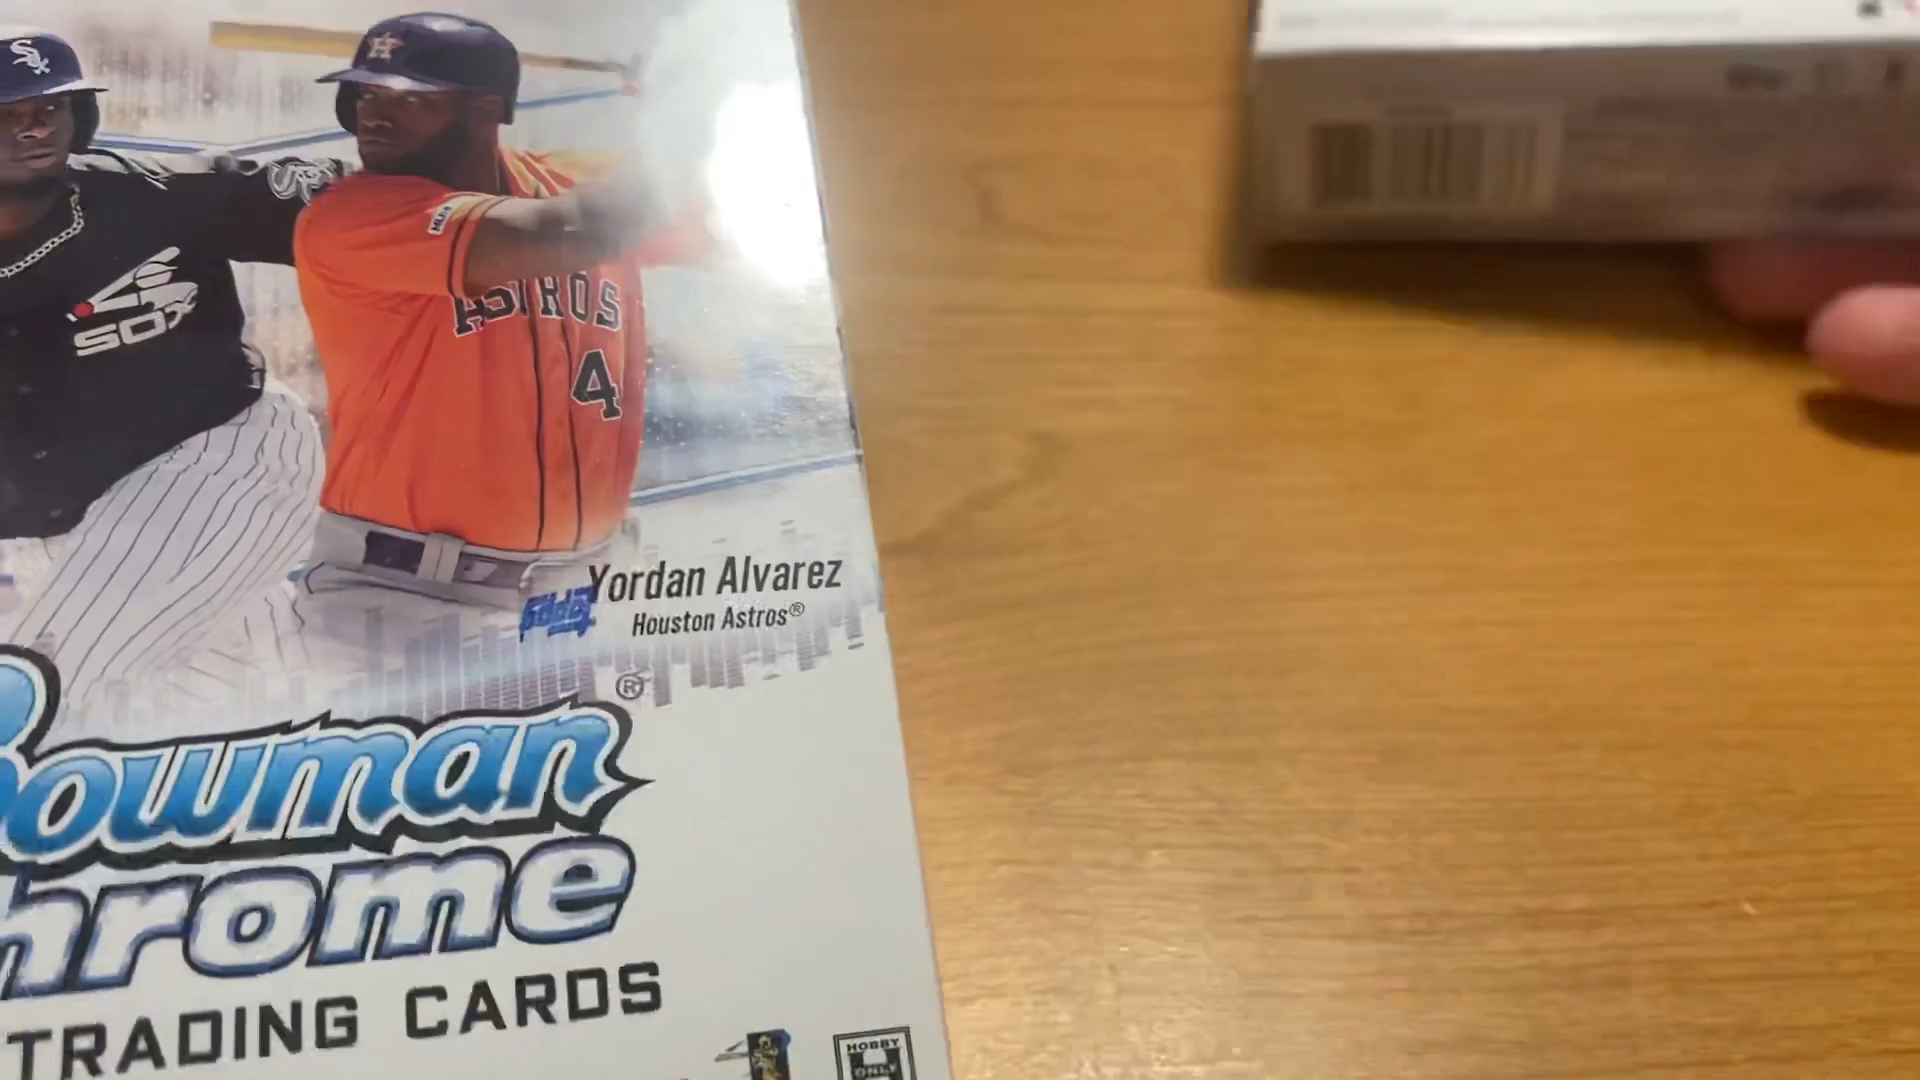 SOX
ASTROS
4
Yordan Alvarez
Houston Astros®
Bowman®
Chrome
TRADING CARDS
HOBBY
ONLY